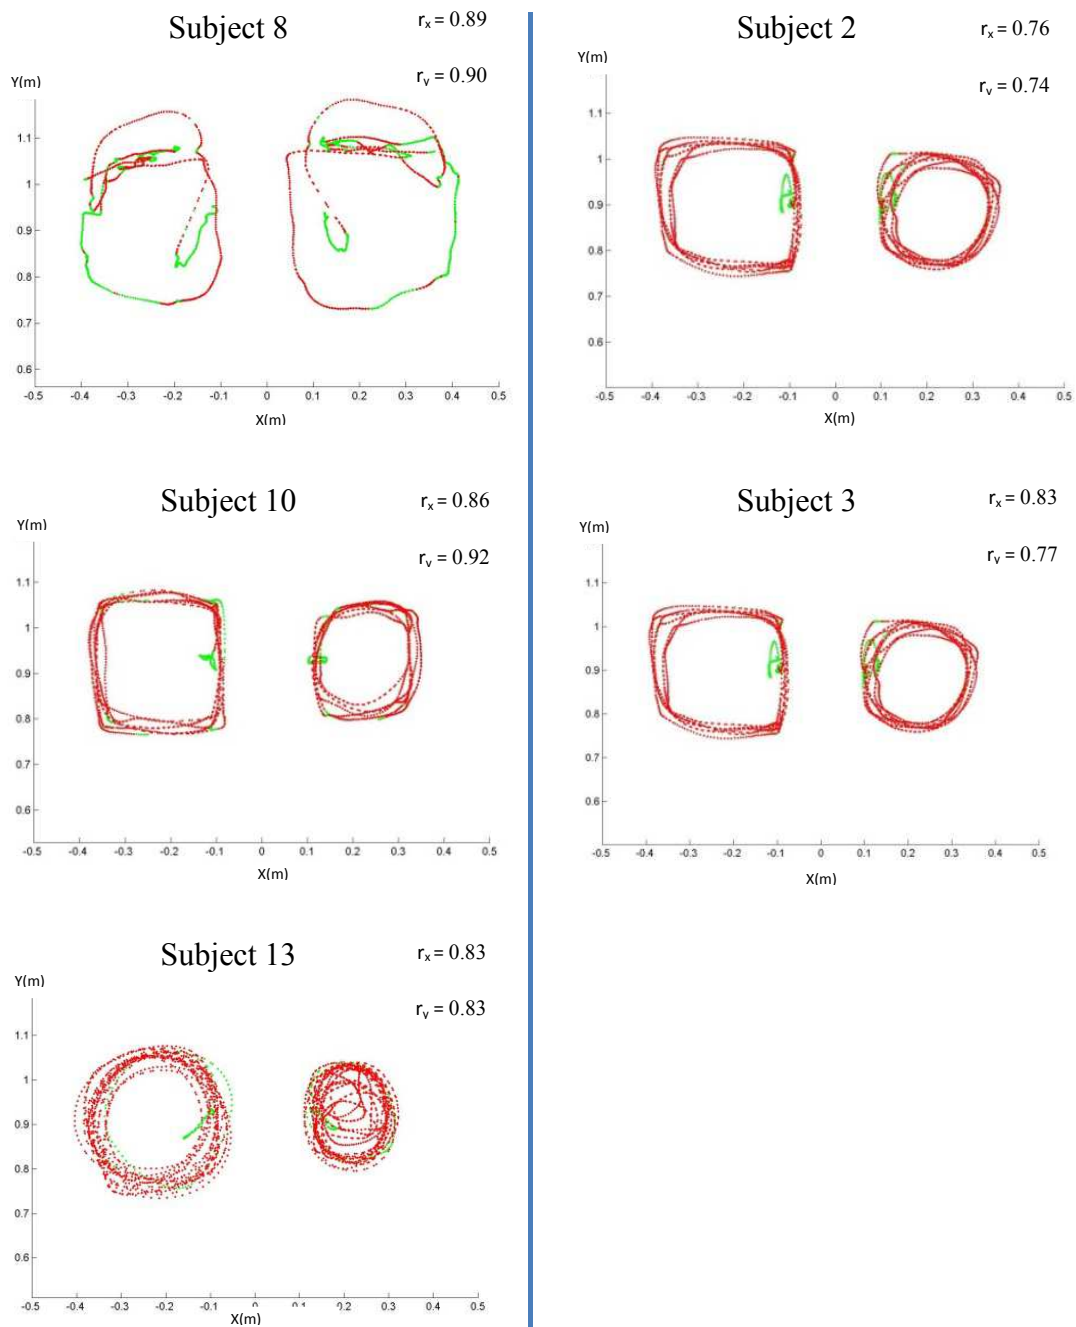 Subject 8
rₓ = 0.89
rᵧ = 0.90
Y(m)
1.1
1
0.9
0.8
0.7
0.6
-0.5 -0.4 -0.3 -0.2 -0.1 0 0.1 0.2 0.3 0.4 0.5
X(m)
Subject 2
rₓ = 0.76
rᵧ = 0.74
Y(m)
1.1
1
0.9
0.8
0.7
0.6
-0.5 -0.4 -0.3 -0.2 -0.1 0 0.1 0.2 0.3 0.4 0.5
X(m)
Subject 10
rₓ = 0.86
rᵧ = 0.92
Y(m)
1.1
1
0.9
0.8
0.7
0.6
-0.5 -0.4 -0.3 -0.2 -0.1 0 0.1 0.2 0.3 0.4 0.5
X(m)
Subject 3
rₓ = 0.83
rᵧ = 0.77
Y(m)
1.1
1
0.9
0.8
0.7
0.6
-0.5 -0.4 -0.3 -0.2 -0.1 0 0.1 0.2 0.3 0.4 0.5
X(m)
Subject 13
rₓ = 0.83
rᵧ = 0.83
Y(m)
1.1
1
0.9
0.8
0.7
0.6
-0.5 -0.4 -0.3 -0.2 -0.1 0.2 0.3 0.4 0.5
X(m)